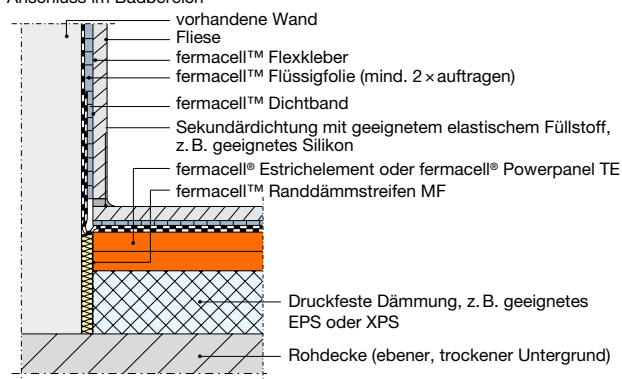 Anschluss im Badbereich
vorhandene Wand
Fliese
fermacell™ Flexkleber
fermacell™ Flüssigfolie (mind. 2 × auftragen)
fermacell™ Dichtband
Sekundärdichtung mit geeignetem elastischem Füllstoff,
z. B. geeignetes Silikon
fermacell® Estrichelement oder fermacell® Powerpanel TE
fermacell™ Randdämmstreifen MF
Druckfeste Dämmung, z. B. geeignetes
EPS oder XPS
Rohdecke (ebener, trockener Untergrund)